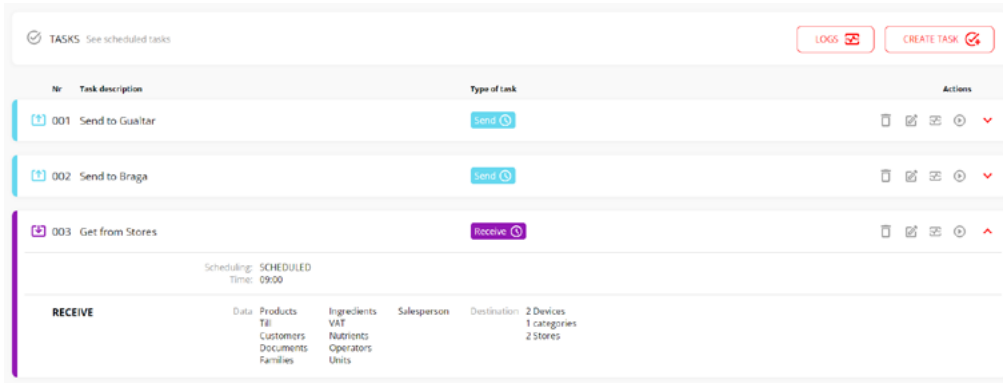 TASKS See scheduled tasks
LOGS
CREATE TASK
Nr Task description Type of task Actions
001 Send to Gualtar Send
002 Send to Braga Send
003 Get from Stores Receive
Scheduling: SCHEDULED
Time: 09:00
RECEIVE Data Products Ingredients Salesperson Destination 2 Devices
Till VAT 1 categories
Customers Nutrients 2 Stores
Documents Operators
Families Units